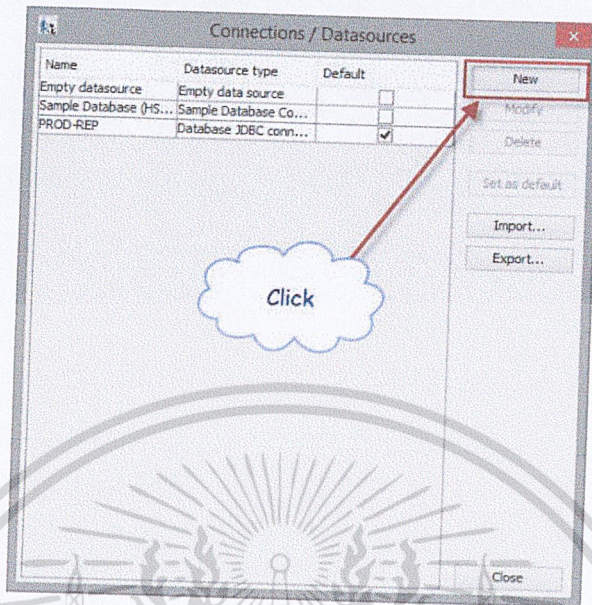 Connections / Datasources
Name Datasource type Default
Empty datasource Empty data source
Sample Database (HS... Sample Database Co...
PROD-REP Database JDBC conn...
New
Modify
Delete
Set as default
Import...
Export...
Click
Close